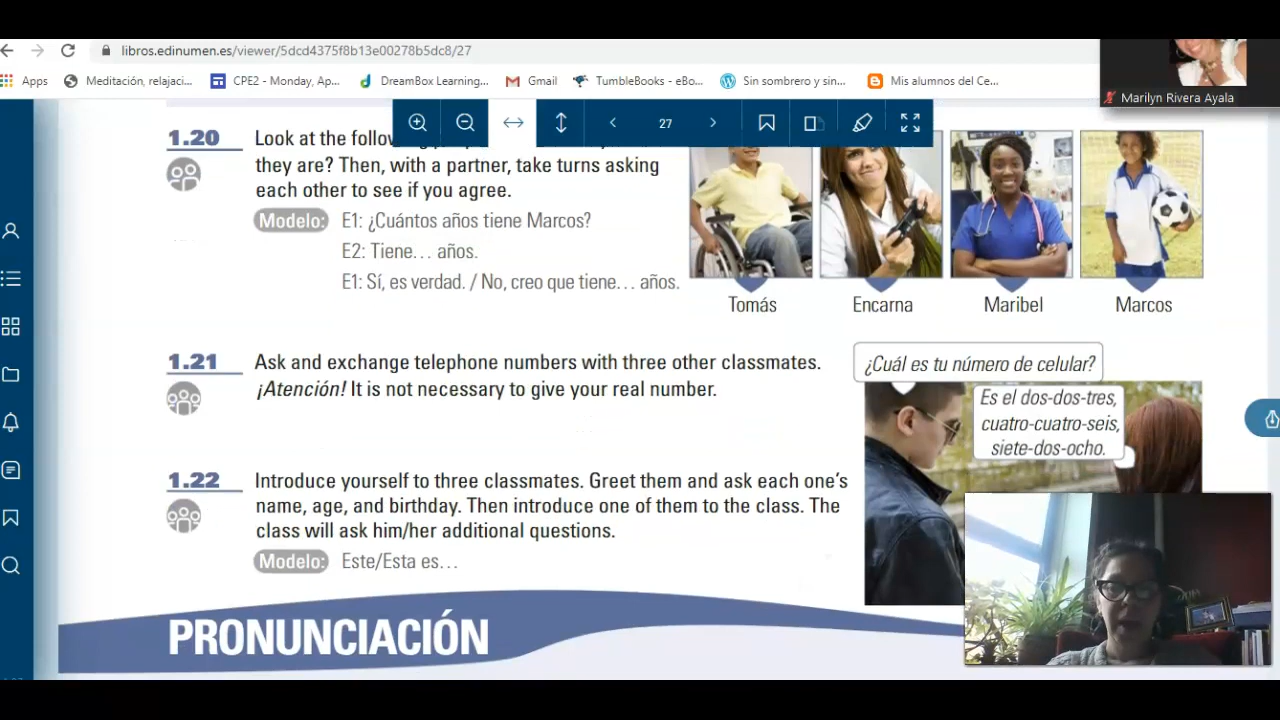 libros.edinumen.es/viewer/5dcd4375f8b13e00278b5dc8/27
Apps
Meditación, relajaci...
CPE2 - Monday, Ap...
DreamBox Learning...
Gmail
TumbleBooks - eBo...
Sin sombrero y sin...
Mis alumnos del Ce...
Marilyn Rivera Ayala
27
1.20
Look at the
they are? Then, with a partner, take turns asking
each other to see if you agree.
Modelo: E1: ¿Cuántos años tiene Marcos?
E2: Tiene… años.
E1: Sí, es verdad. / No, creo que tiene… años.
Tomás
Encarna
Maribel
Marcos
1.21
Ask and exchange telephone numbers with three other classmates.
¡Atención! It is not necessary to give your real number.
¿Cuál es tu número de celular?
Es el dos-dos-tres,
cuatro-cuatro-seis,
siete-dos-ocho.
1.22
Introduce yourself to three classmates. Greet them and ask each one's
name, age, and birthday. Then introduce one of them to the class. The
class will ask him/her additional questions.
Modelo: Este/Esta es…
PRONUNCIACIÓN